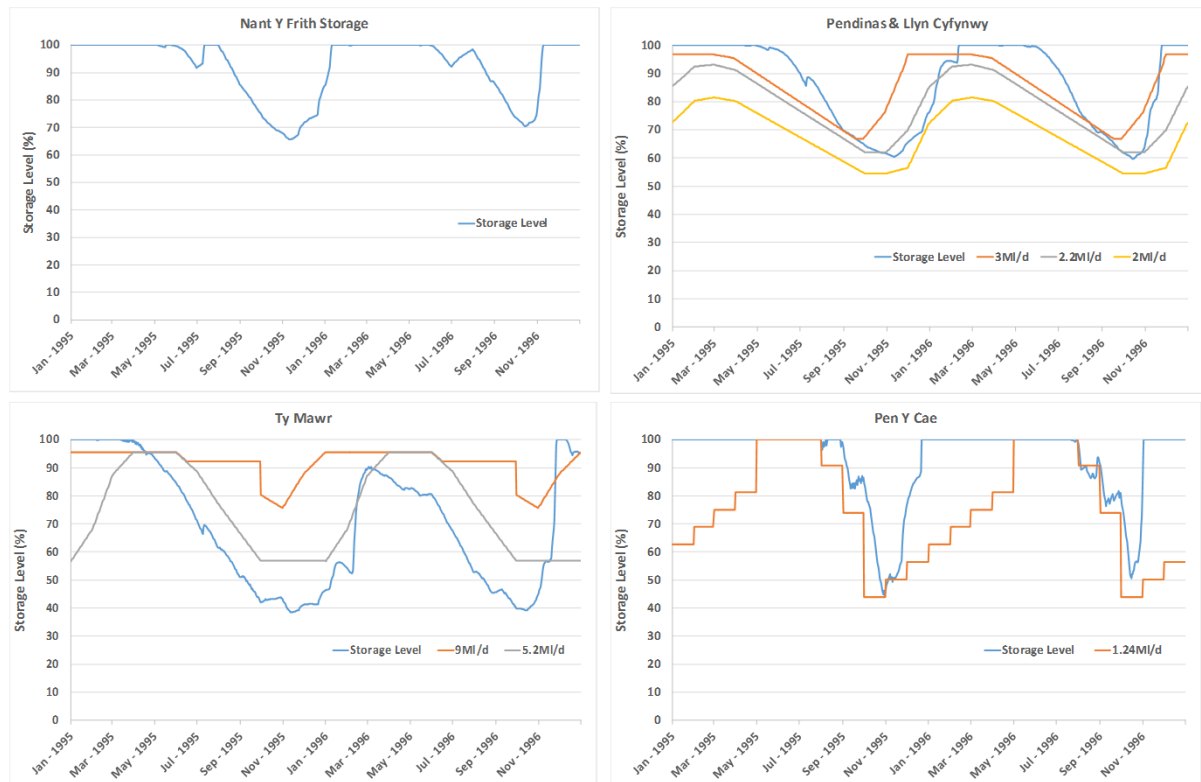 Nant Y Frith Storage
Storage Level (%)
100
90
80
70
60
50
40
30
20
10
0
Jan - 1995
Mar - 1995
May - 1995
Jul - 1995
Sep - 1995
Nov - 1995
Jan - 1996
Mar - 1996
May - 1996
Jul - 1996
Sep - 1996
Nov - 1996
Storage Level
Pendinas & Llyn Cyfynwy
Storage Level (%)
100
90
80
70
60
50
40
30
20
10
0
Jan - 1995
Mar - 1995
May - 1995
Jul - 1995
Sep - 1995
Nov - 1995
Jan - 1996
Mar - 1996
May - 1996
Jul - 1996
Sep - 1996
Nov - 1996
Storage Level 3Ml/d 2.2Ml/d 2Ml/d
Ty Mawr
Storage Level (%)
100
90
80
70
60
50
40
30
20
10
0
Jan - 1995
Mar - 1995
May - 1995
Jul - 1995
Sep - 1995
Nov - 1995
Jan - 1996
Mar - 1996
May - 1996
Jul - 1996
Sep - 1996
Nov - 1996
Storage Level 9Ml/d 5.2Ml/d
Pen Y Cae
Storage Level (%)
100
90
80
70
60
50
40
30
20
10
0
Jan - 1995
Mar - 1995
May - 1995
Jul - 1995
Sep - 1995
Nov - 1995
Jan - 1996
Mar - 1996
May - 1996
Jul - 1996
Sep - 1996
Nov - 1996
Storage Level 1.24Ml/d